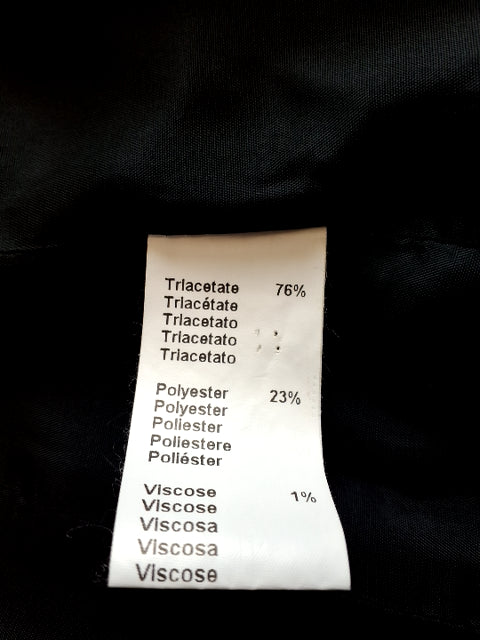 Triacetate 76%
Triacétate
Triacetato
Triacetato
Triacetato
Polyester 23%
Polyester
Poliester
Poliestere
Poliéster
Viscose 1%
Viscose
Viscosa
Viscosa
Viscose